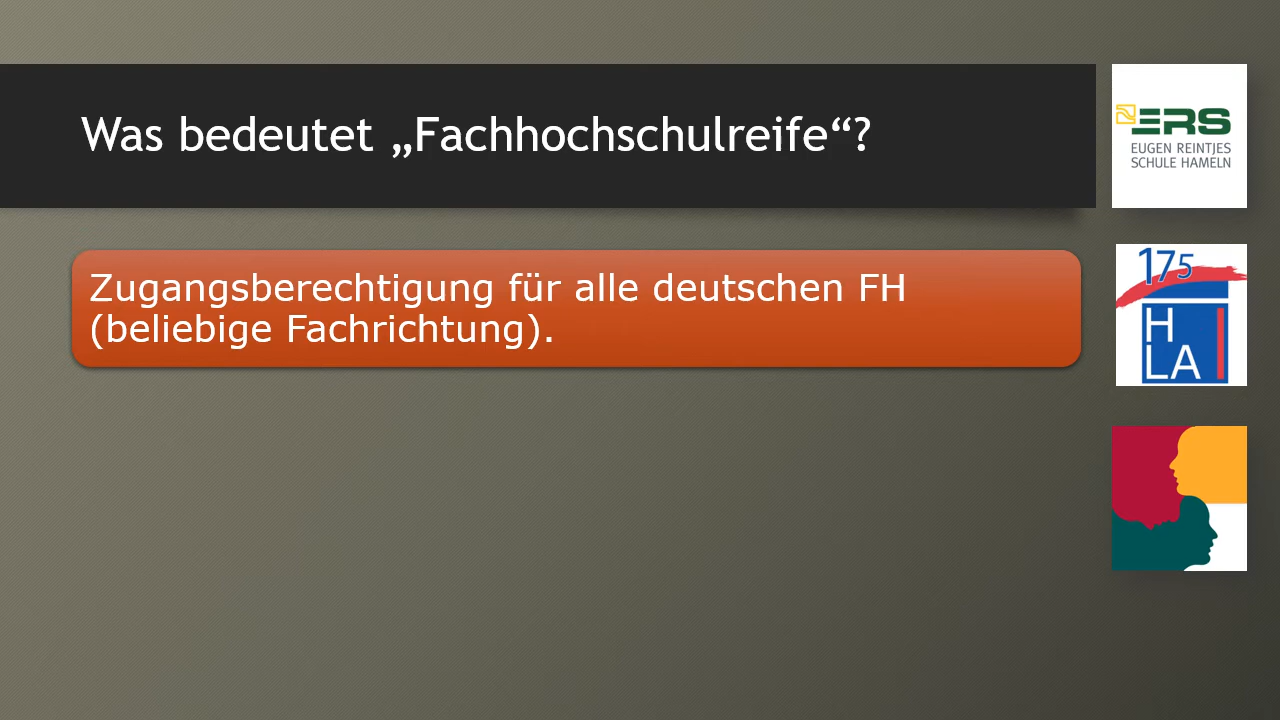 Was bedeutet „Fachhochschulreife“?
ERS
EUGEN REINTJES
SCHULE HAMELN
Zugangsberechtigung für alle deutschen FH
(beliebige Fachrichtung).
175
H
LA